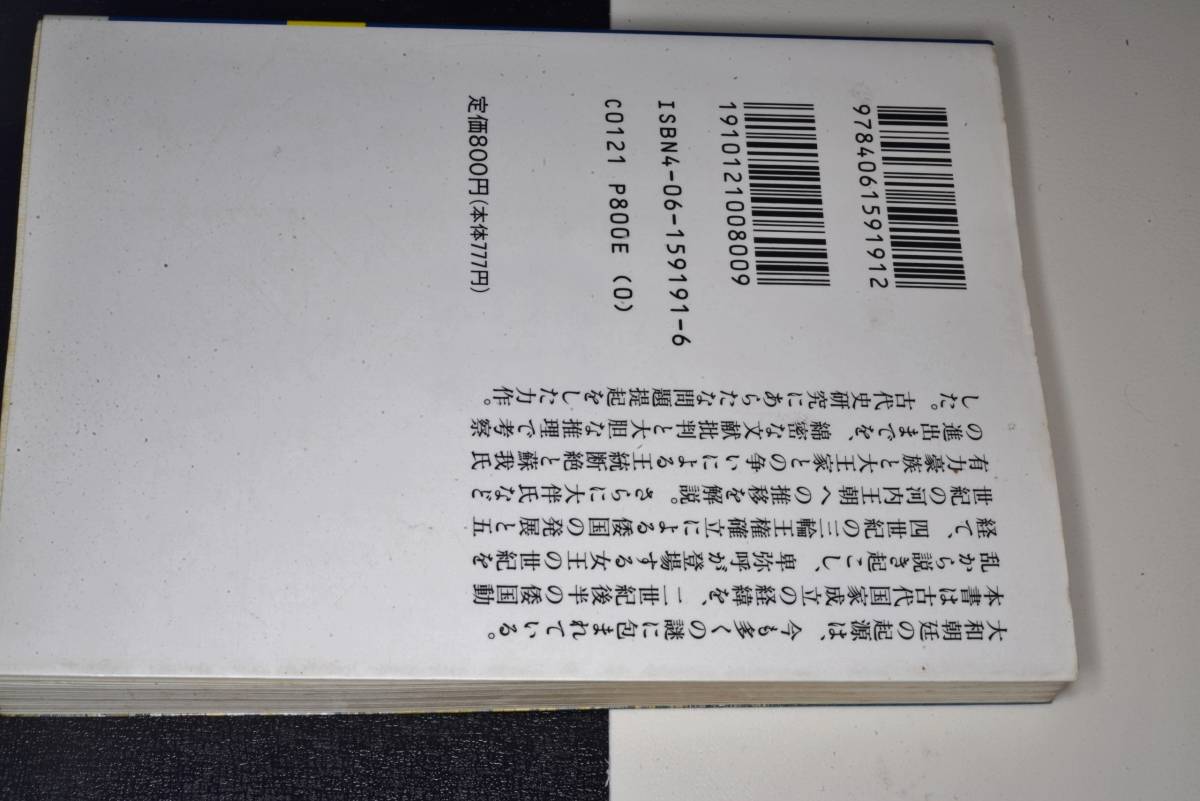 9784061591912
1910121008009
ISBN4-06-159191-6
C0121 P800E (0)
定価800円(本体777円)
大和朝廷の起源は、今も多くの謎に包まれている。
本書は古代国家成立の経緯を、二世紀後半の倭国動
乱から説き起こし、卑弥呼が登場する女王の世紀を
経て、四世紀の三輪王権確立による倭国の発展と五
世紀の河内王朝への推移を解説。さらに大伴氏など
有力豪族と大王家との争いによる王統断絶と蘇我氏
の進出までを、綿密な文献批判と大胆な推理で考察
した。古代史研究にあらたな問題提起をした力作。